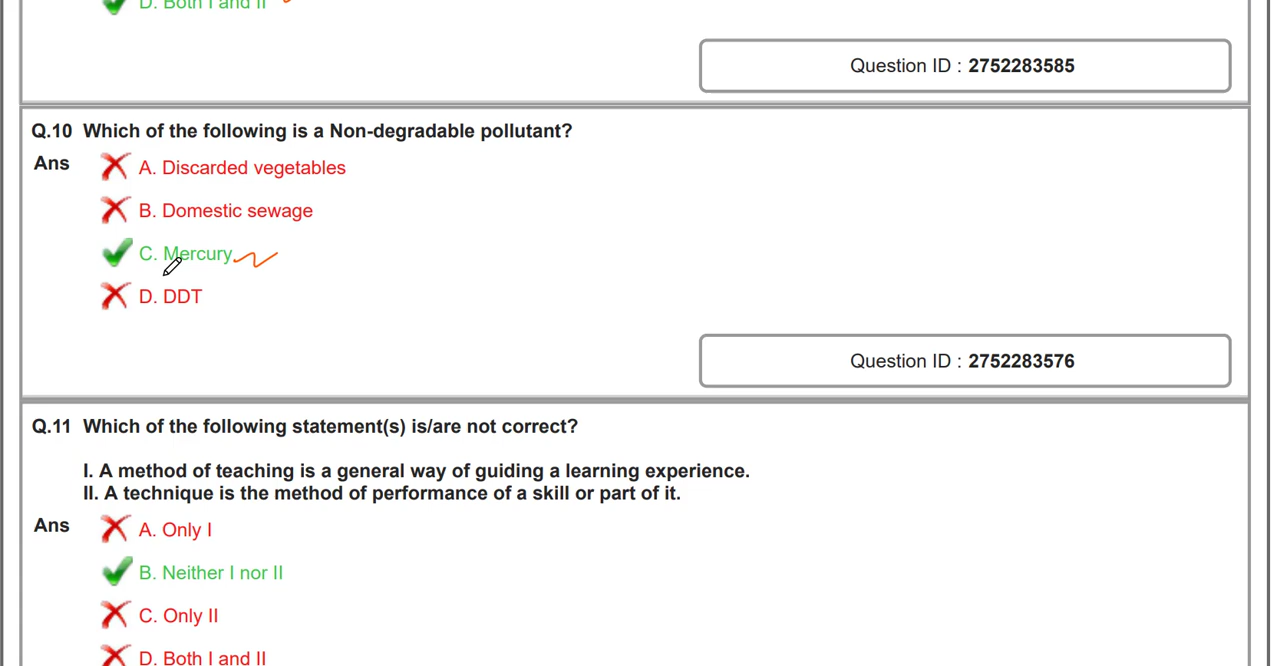 D. Both I and II
Question ID : 2752283585
Q.10 Which of the following is a Non-degradable pollutant?
Ans
A. Discarded vegetables
B. Domestic sewage
C. Mercury
D. DDT
Question ID : 2752283576
Q.11 Which of the following statement(s) is/are not correct?
I. A method of teaching is a general way of guiding a learning experience.
II. A technique is the method of performance of a skill or part of it.
Ans
A. Only I
B. Neither I nor II
C. Only II
D. Both I and II